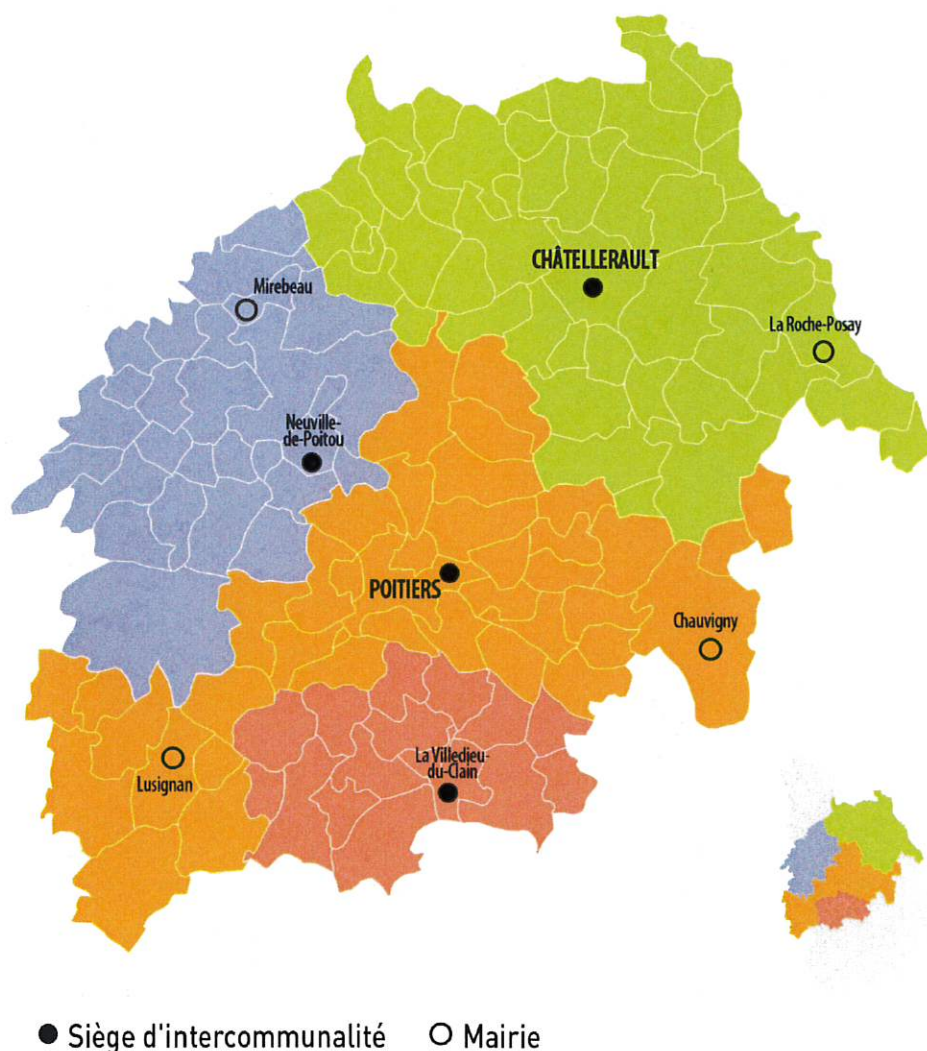 CHÂTELLERAULT
Mirebeau
La Roche-Posay
Neuville-
de-Poitou
POITIERS
Chauvigny
La Villedieu-
du-Clain
Lusignan
Siège d'intercommunalité
Mairie